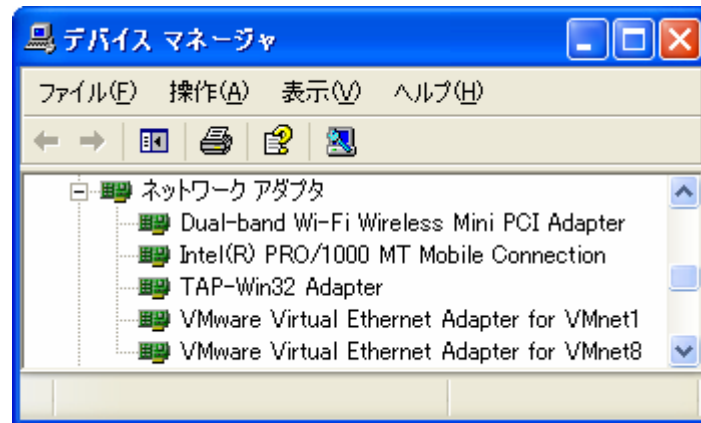 デバイス マネージャ
ファイル(F) 操作(A) 表示(V) ヘルプ(H)
ネットワーク アダプタ
Dual-band Wi-Fi Wireless Mini PCI Adapter
Intel(R) PRO/1000 MT Mobile Connection
TAP-Win32 Adapter
VMware Virtual Ethernet Adapter for VMnet1
VMware Virtual Ethernet Adapter for VMnet8